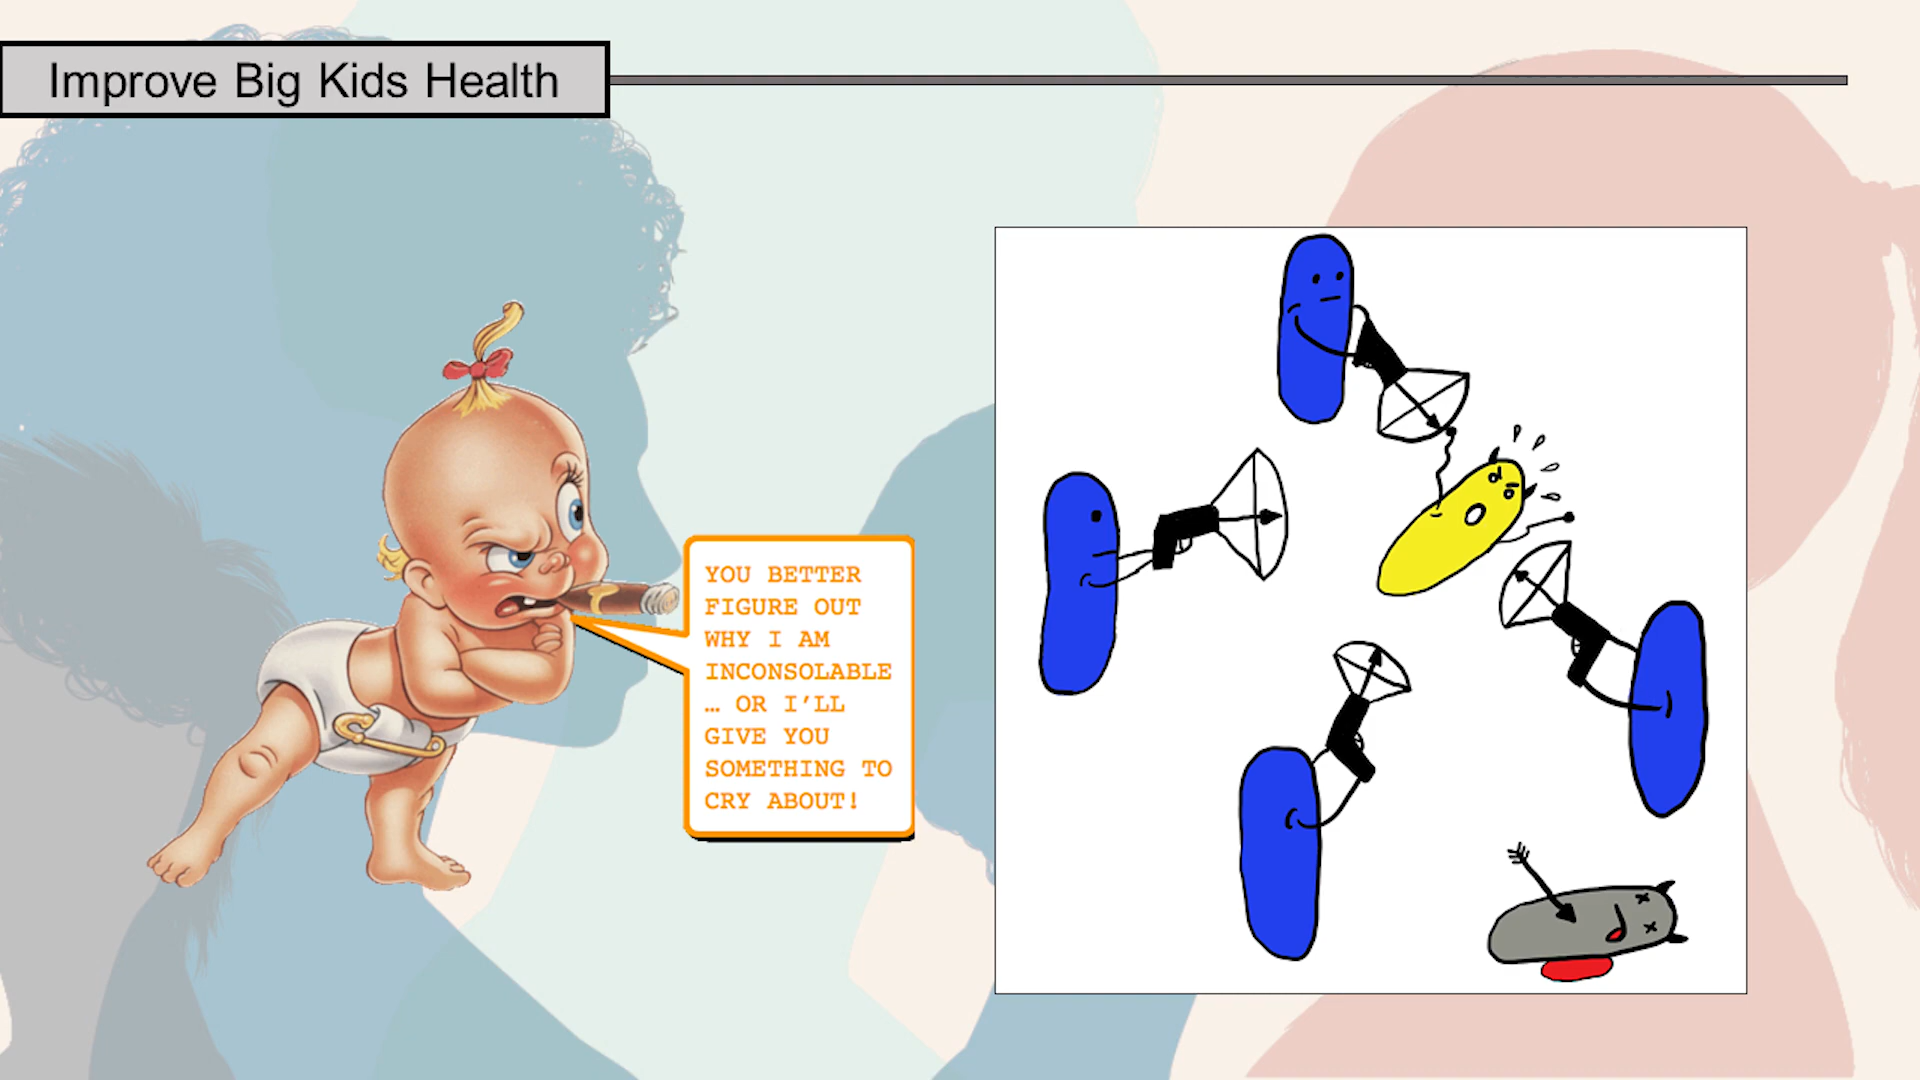 Improve Big Kids Health
YOU BETTER
FIGURE OUT
WHY I AM
INCONSOLABLE
… OR I’LL
GIVE YOU
SOMETHING TO
CRY ABOUT!